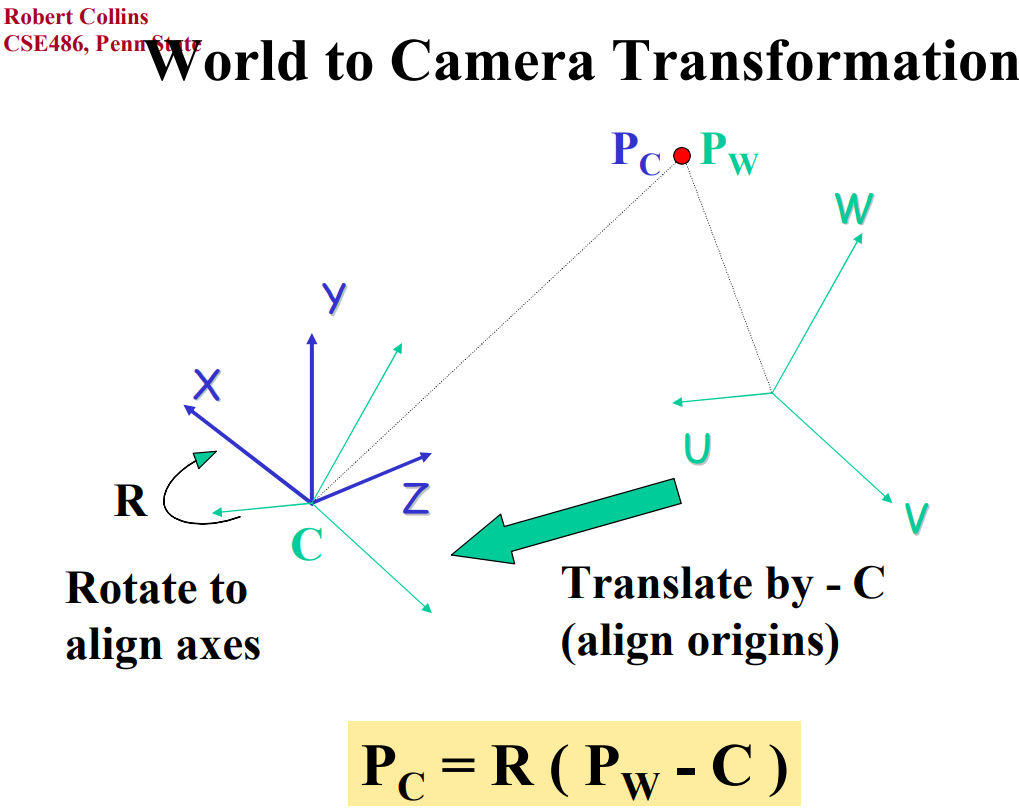 Robert Collins
CSE486, Penn State
World to Camera Transformation
P_C P_W
W
Y
X
U
R
Z
V
C
Rotate to
align axes
Translate by - C
(align origins)
P_C = R ( P_W - C )